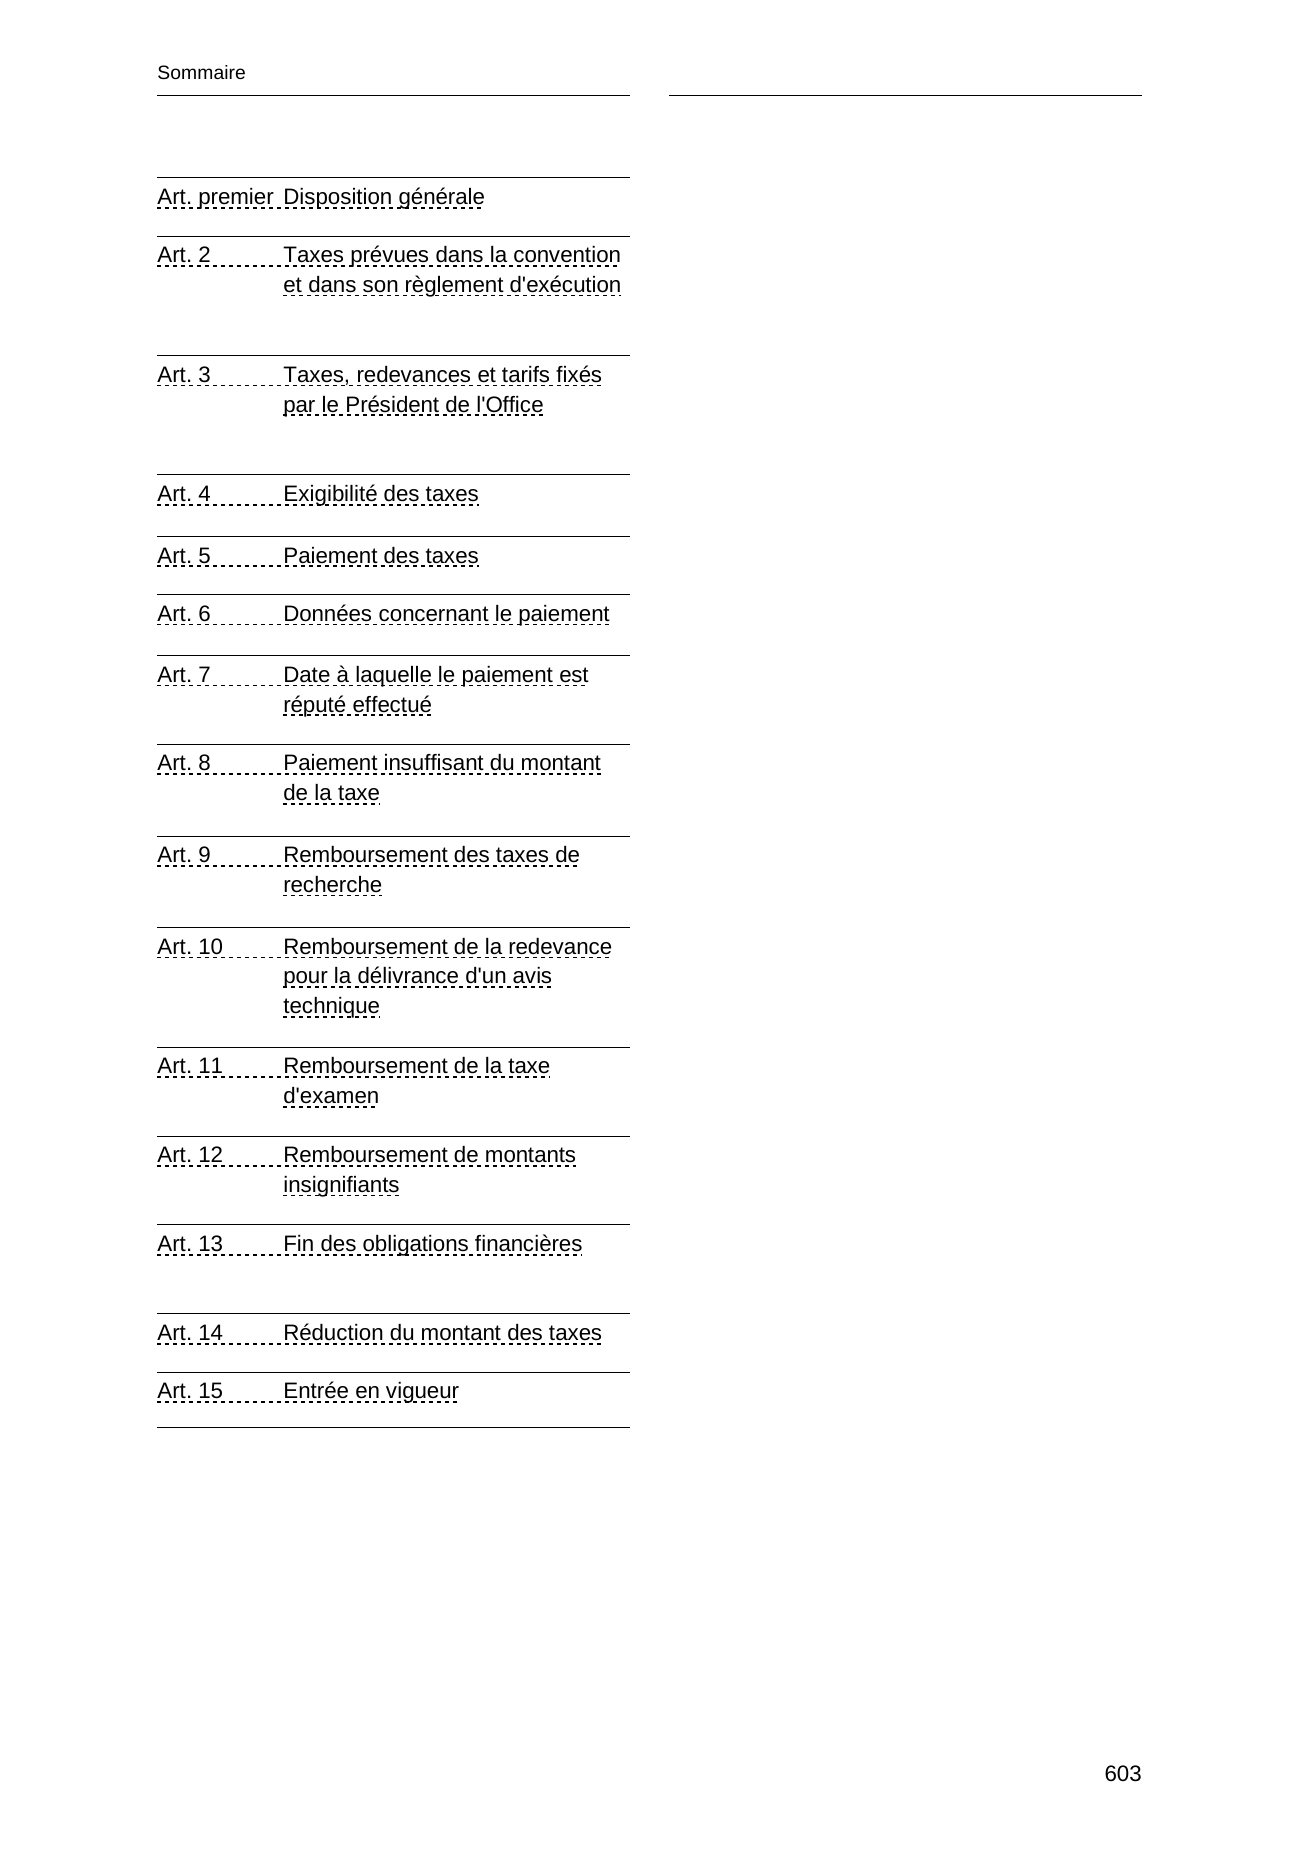 Sommaire
Art. premier Disposition générale
Art. 2 Taxes prévues dans la convention
et dans son règlement d'exécution
Art. 3 Taxes, redevances et tarifs fixés
par le Président de l'Office
Art. 4 Exigibilité des taxes
Art. 5 Paiement des taxes
Art. 6 Données concernant le paiement
Art. 7 Date à laquelle le paiement est
réputé effectué
Art. 8 Paiement insuffisant du montant
de la taxe
Art. 9 Remboursement des taxes de
recherche
Art. 10 Remboursement de la redevance
pour la délivrance d'un avis
technique
Art. 11 Remboursement de la taxe
d'examen
Art. 12 Remboursement de montants
insignifiants
Art. 13 Fin des obligations financières
Art. 14 Réduction du montant des taxes
Art. 15 Entrée en vigueur
603